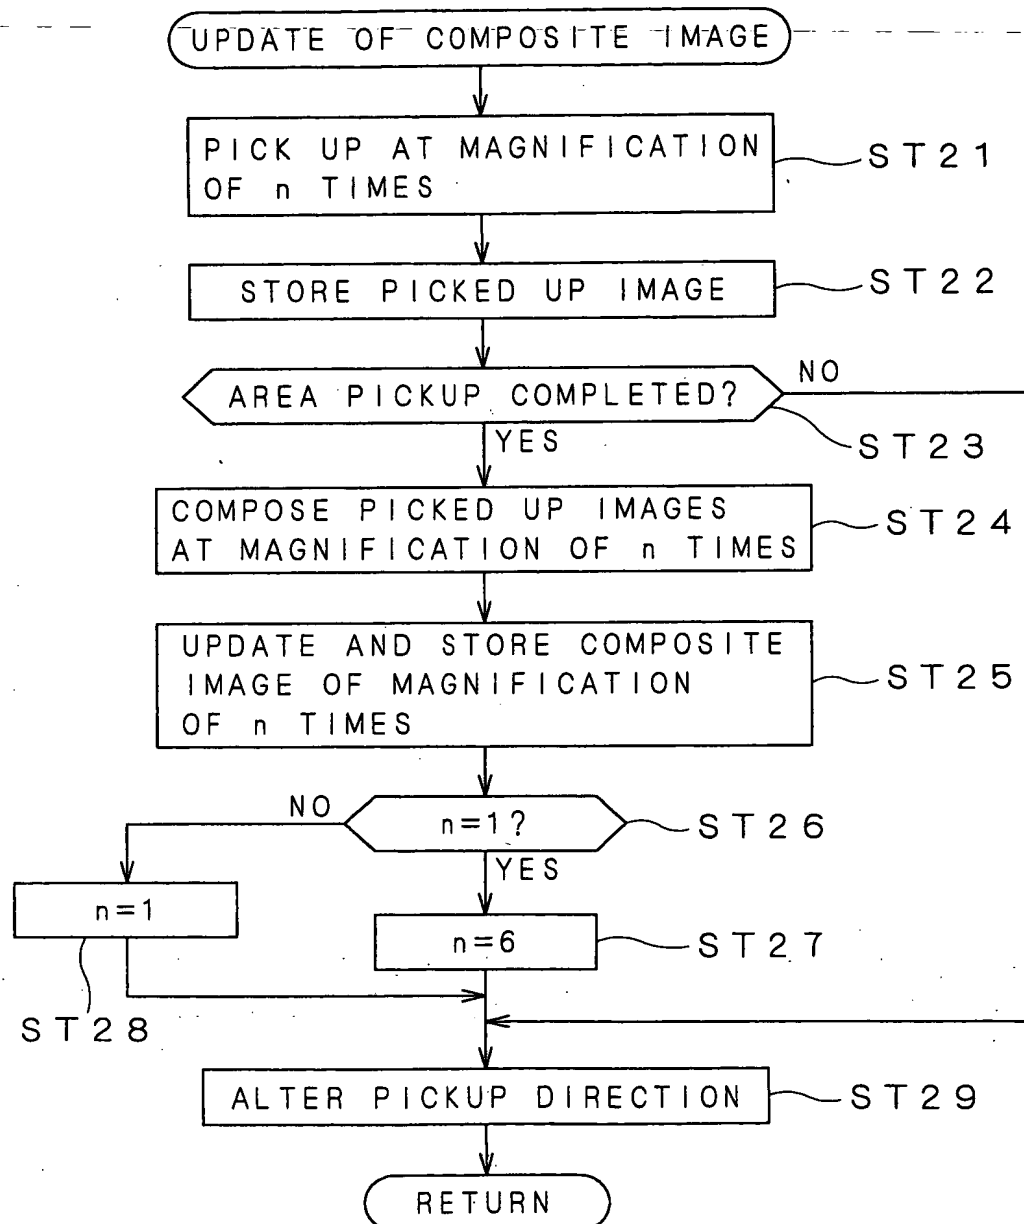 UPDATE OF COMPOSITE IMAGE
PICK UP AT MAGNIFICATION
OF n TIMES
ST21
STORE PICKED UP IMAGE
ST22
AREA PICKUP COMPLETED?
NO
ST23
YES
COMPOSE PICKED UP IMAGES
AT MAGNIFICATION OF n TIMES
ST24
UPDATE AND STORE COMPOSITE
IMAGE OF MAGNIFICATION
OF n TIMES
ST25
NO
n=1?
ST26
YES
n=1
n=6
ST27
ST28
ALTER PICKUP DIRECTION
ST29
RETURN